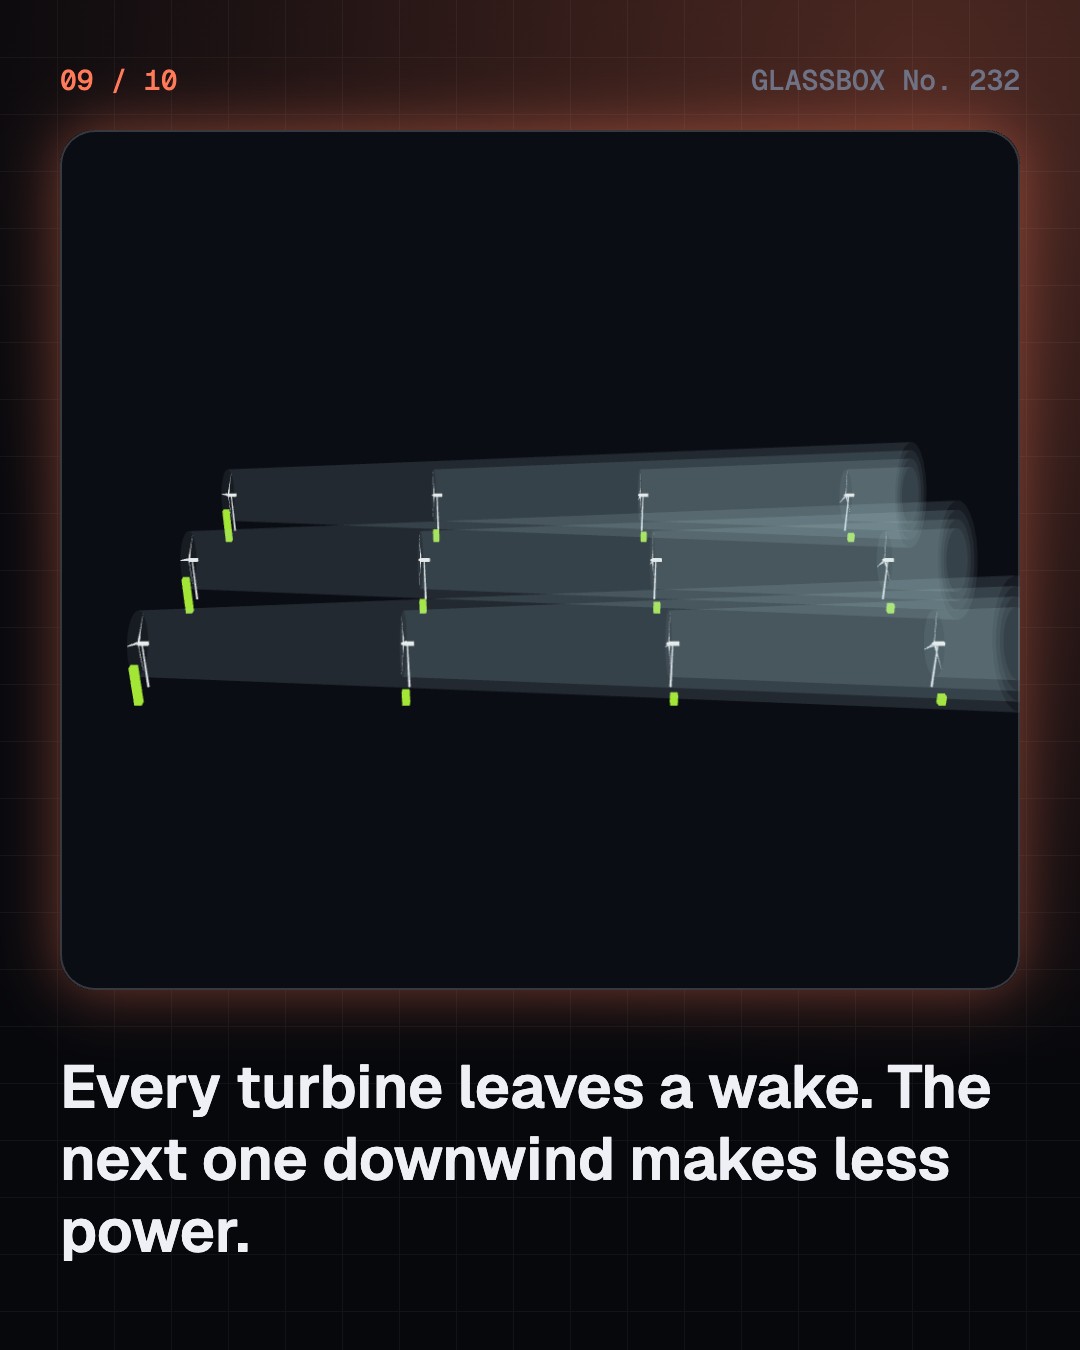 09 / 10
GLASSBOX No. 232
Every turbine leaves a wake. The
next one downwind makes less
power.